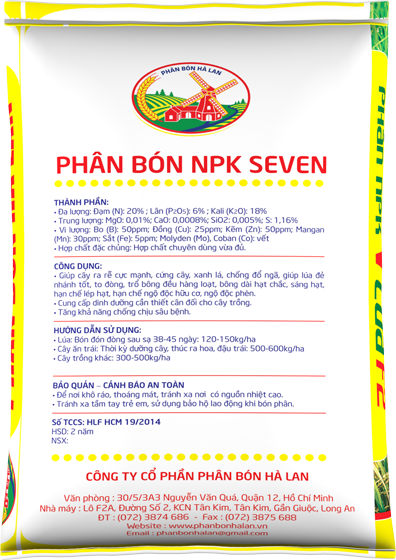 PHÂN BÓN HÀ LAN
PHÂN BÓN NPK SEVEN
THÀNH PHẦN:
• Đa lượng: Đạm (N): 20% ; Lân (P₂O₅): 6% ; Kali (K₂O): 18%
• Trung lượng: MgO: 0,01%; CaO: 0,0008%; SiO2: 0,005%; S: 1,16%
• Vi lượng: Bo (B): 50ppm; Đồng (Cu): 25ppm; Kẽm (Zn): 50ppm; Mangan
(Mn): 30ppm; Sắt (Fe): 5ppm; Molyden (Mo), Coban (Co): vết
• Hợp chất đặc chủng: Hợp chất chuyên dùng vừa đủ.
CÔNG DỤNG:
• Giúp cây ra rễ cực mạnh, cứng cây, xanh lá, chống đổ ngã, giúp lúa đẻ
nhánh tốt, to đòng, trổ bông đều hàng loạt, bông dài hạt chắc, sáng hạt,
hạn chế lép hạt, hạn chế ngộ độc hữu cơ, ngộ độc phèn.
• Cung cấp dinh dưỡng cần thiết cân đối cho cây trồng.
• Tăng khả năng chống chịu sâu bệnh.
HƯỚNG DẪN SỬ DỤNG:
• Lúa: Bón đón đòng sau sạ 38-45 ngày: 120-150kg/ha
• Cây ăn trái: Thời kỳ dưỡng cây, thúc ra hoa, đậu trái: 500-600kg/ha
• Cây trồng khác: 300-500kg/ha
BẢO QUẢN – CẢNH BÁO AN TOÀN
• Để nơi khô ráo, thoáng mát, tránh xa nơi có nguồn nhiệt cao.
• Tránh xa tầm tay trẻ em, sử dụng bảo hộ lao động khi bón phân.
Số TCCS: HLF HCM 19/2014
HSD: 2 năm
NSX:
CÔNG TY CỔ PHẦN PHÂN BÓN HÀ LAN
Văn phòng : 30/5/3A3 Nguyễn Văn Quá, Quận 12, Hồ Chí Minh
Nhà máy : Lô F2A, Đường Số 2, KCN Tân Kim, Tân Kim, Cần Giuộc, Long An
ĐT : (072) 3874 686 - Fax : (072) 3875 688
Website : www.phanbonhalan.vn
Email : phanbonhalan@gmail.com
Phân NPK